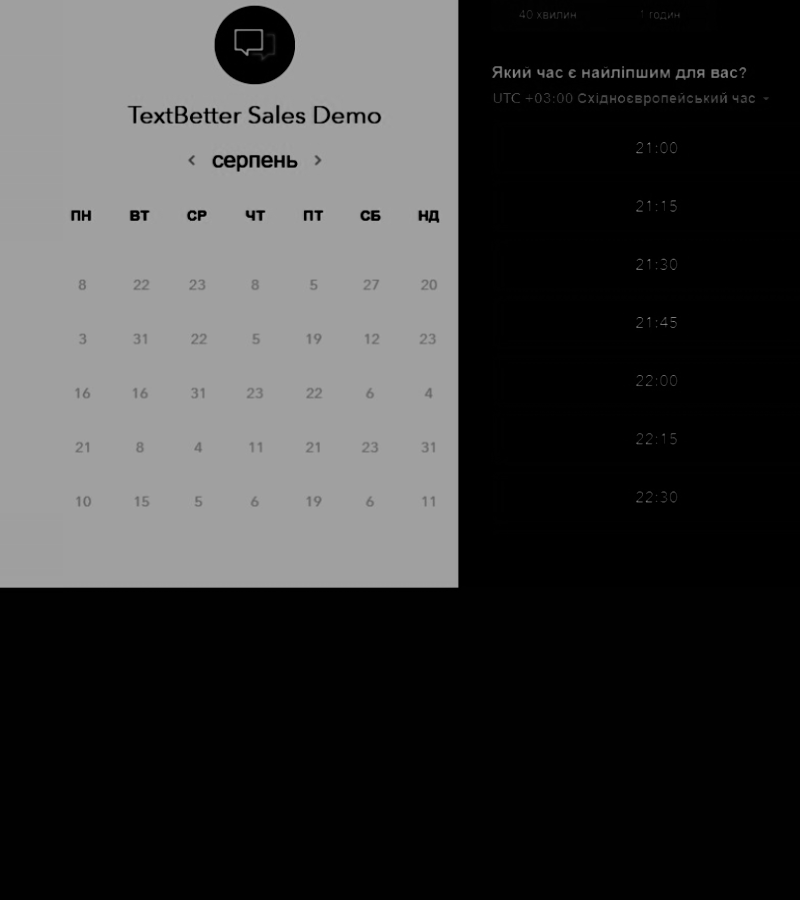 TextBetter Sales Demo
серпень
ПН ВТ СР ЧТ ПТ СБ НД
8 22 23 8 5 27 20
3 31 22 5 19 12 23
16 16 31 23 22 6 4
21 8 4 11 21 23 31
10 15 5 6 19 6 11
40 хвилин 1 годин
Який час є найліпшим для вас?
UTC +03:00 Східноєвропейський час
21:00
21:15
21:30
21:45
22:00
22:15
22:30